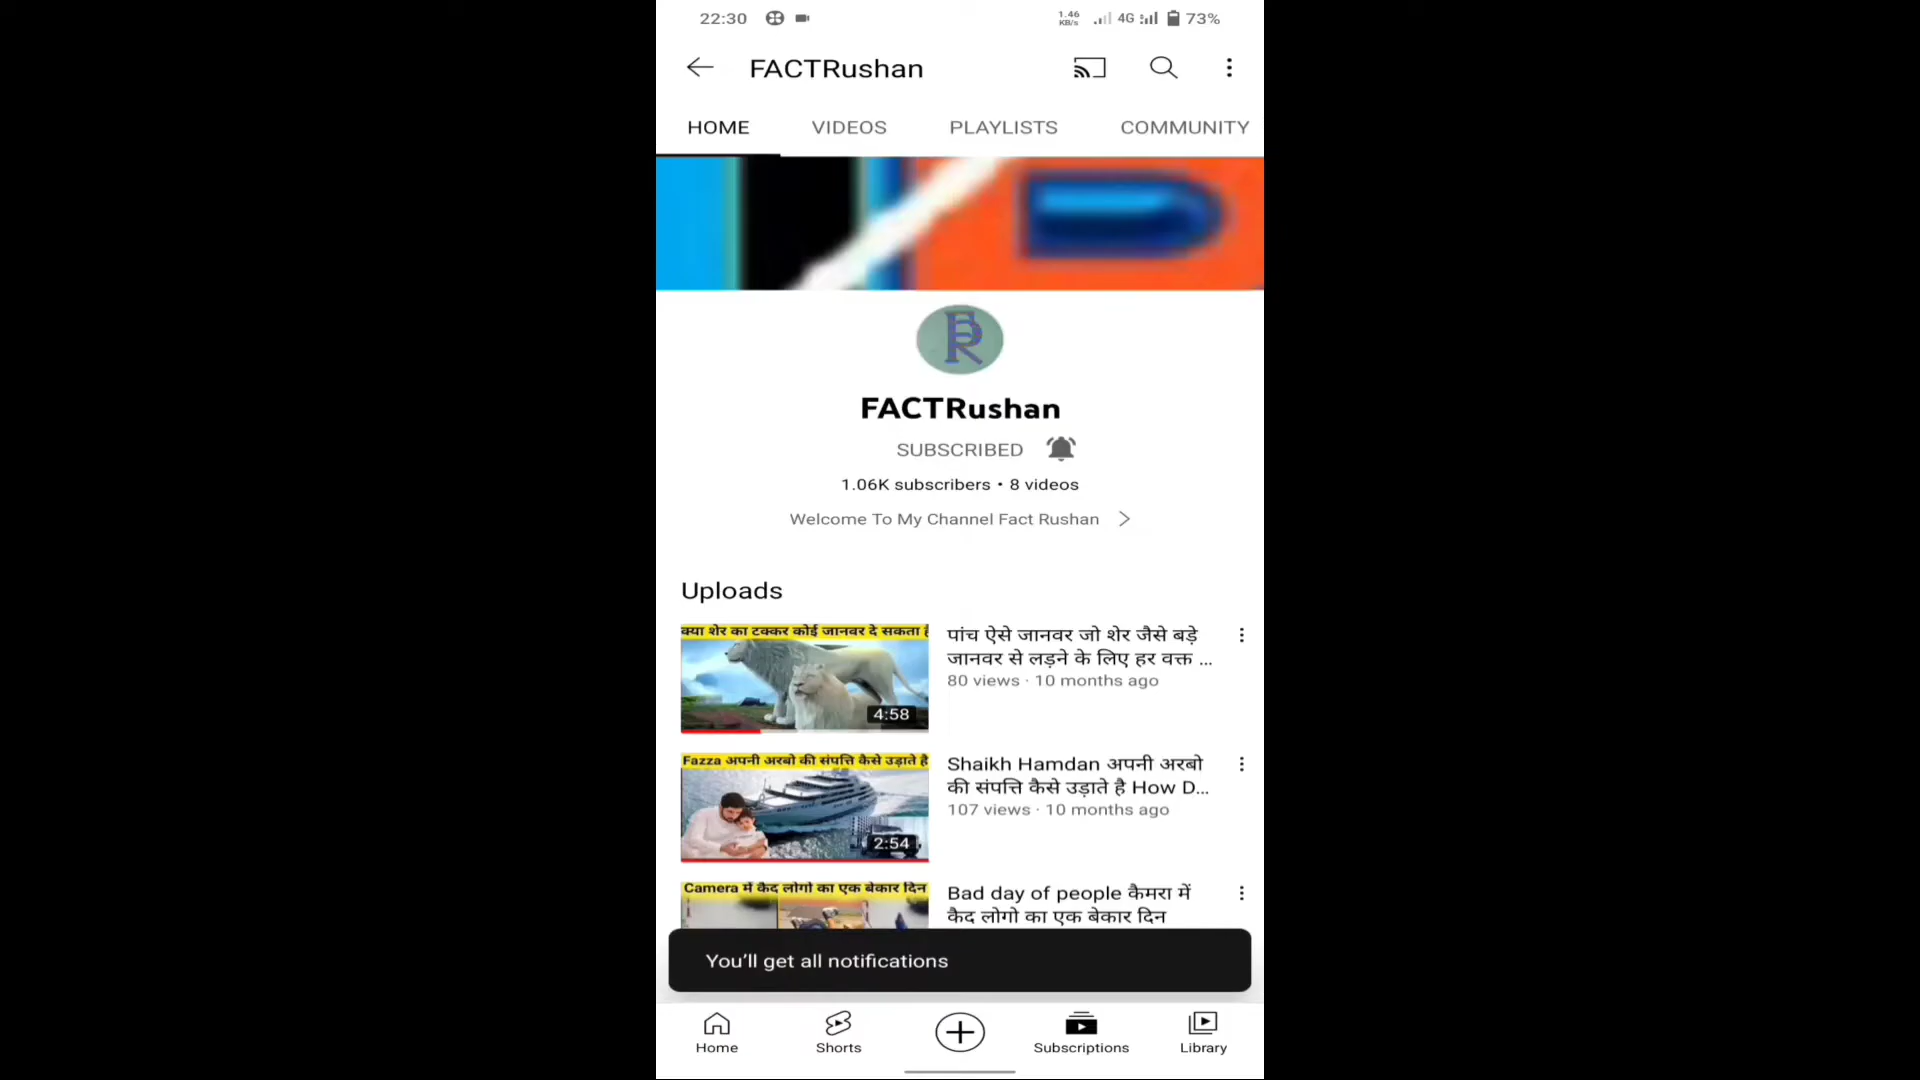 22:30
1.46
KB/s
4G
73%
FACTRushan
HOME
VIDEOS
PLAYLISTS
COMMUNITY
FR
FACTRushan
SUBSCRIBED
1.06K subscribers • 8 videos
Welcome To My Channel Fact Rushan
Uploads
क्या शेर का टक्कर कोई जानवर दे सकता
4:58
पांच ऐसे जानवर जो शेर जैसे बड़े
जानवर से लड़ने के लिए हर वक्त ...
80 views · 10 months ago
Fazza अपनी अरबो की संपत्ति कैसे उड़ाते है
2:54
Shaikh Hamdan अपनी अरबो
की संपत्ति कैसे उड़ाते है How D...
107 views · 10 months ago
Camera में कैद लोगो का एक बेकार दिन
Bad day of people कैमरा में
कैद लोगो का एक बेकार दिन
You'll get all notifications
Home
Shorts
Subscriptions
Library